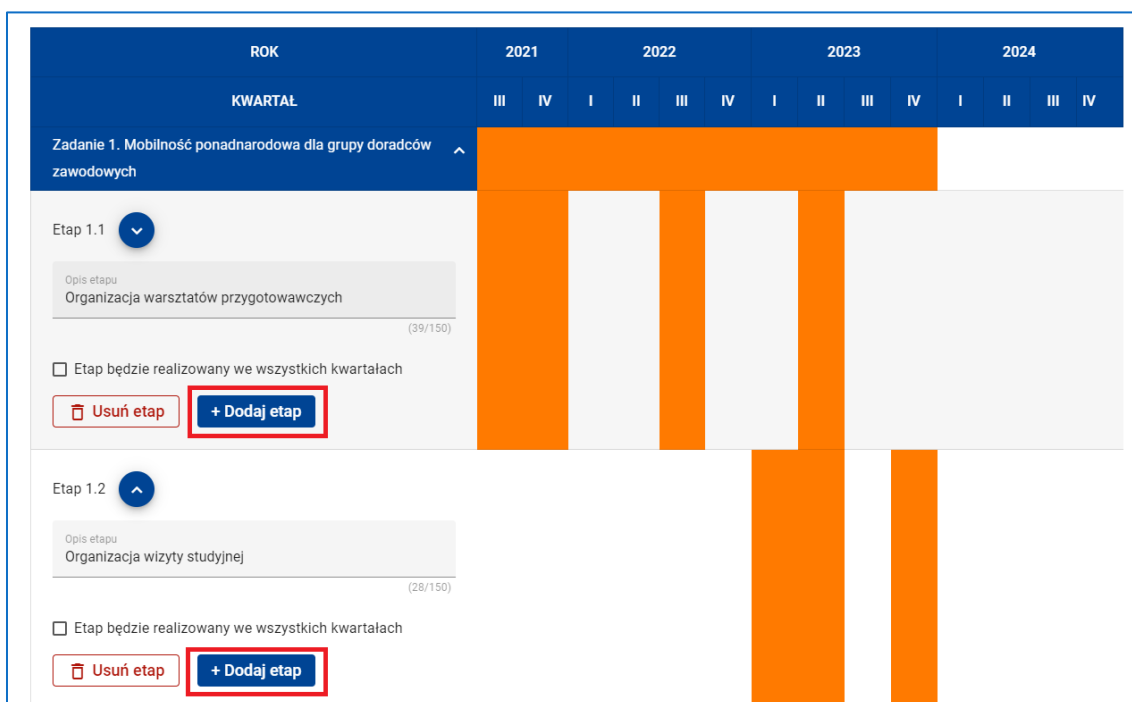 ROK 2021 2022 2023 2024
KWARTAŁ III IV I II III IV I II III IV I II III IV
Zadanie 1. Mobilność ponadnarodowa dla grupy doradców
zawodowych
Etap 1.1
Opis etapu
Organizacja warsztatów przygotowawczych
(39/150)
Etap będzie realizowany we wszystkich kwartałach
Usuń etap + Dodaj etap
Etap 1.2
Opis etapu
Organizacja wizyty studyjnej
(28/150)
Etap będzie realizowany we wszystkich kwartałach
Usuń etap + Dodaj etap